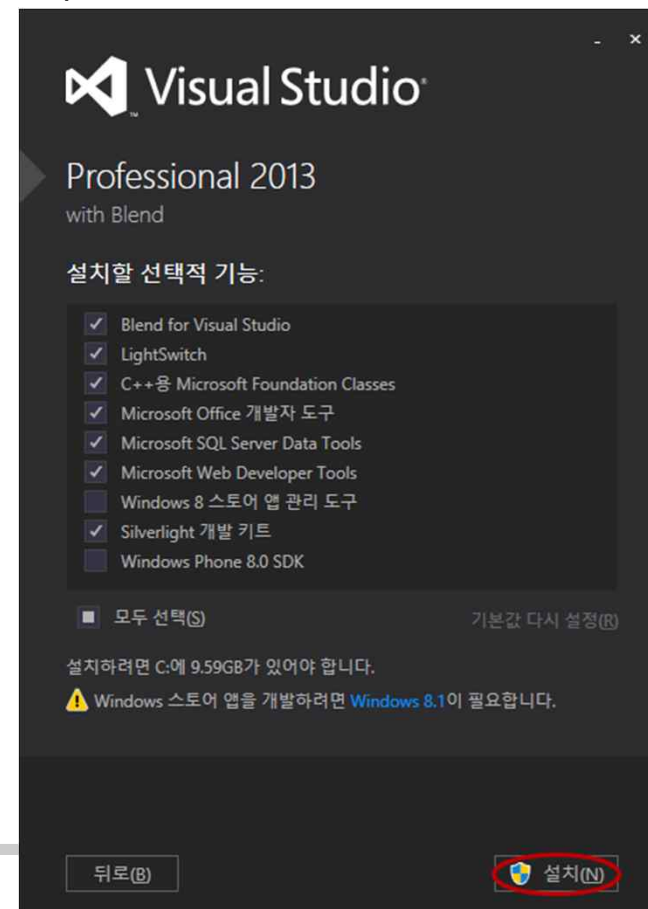 Visual Studio
Professional 2013
with Blend
설치할 선택적 기능:
Blend for Visual Studio
LightSwitch
C++용 Microsoft Foundation Classes
Microsoft Office 개발자 도구
Microsoft SQL Server Data Tools
Microsoft Web Developer Tools
Windows 8 스토어 앱 관리 도구
Silverlight 개발 키트
Windows Phone 8.0 SDK
모두 선택(S) 기본값 다시 설정(R)
설치하려면 C:에 9.59GB가 있어야 합니다.
Windows 스토어 앱을 개발하려면 Windows 8.1이 필요합니다.
뒤로(B) 설치(N)